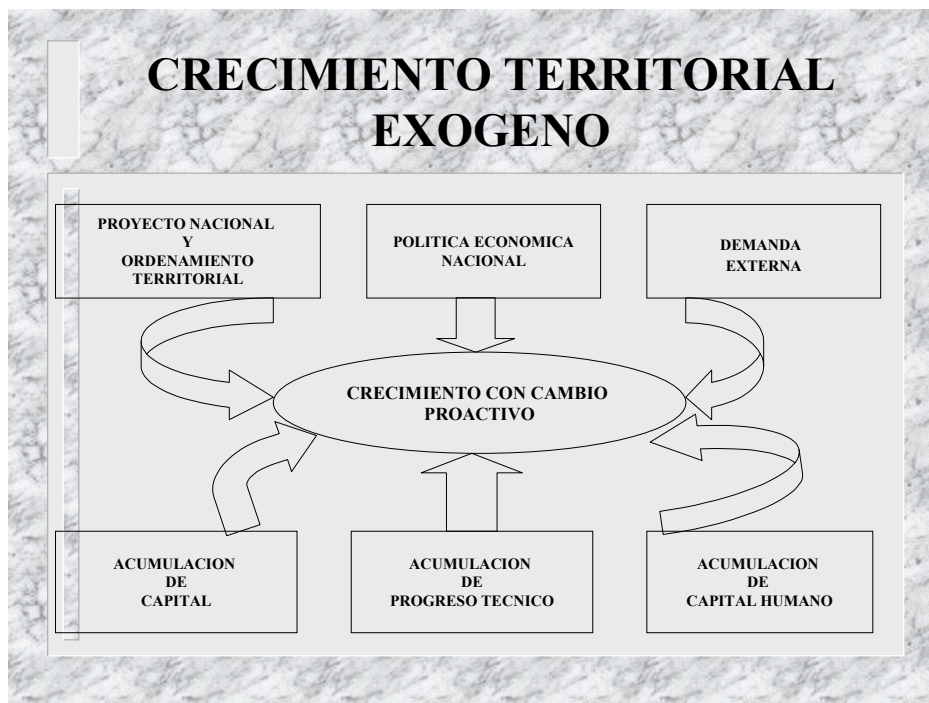 CRECIMIENTO TERRITORIAL
EXOGENO
PROYECTO NACIONAL
Y
ORDENAMIENTO
TERRITORIAL
POLITICA ECONOMICA
NACIONAL
DEMANDA
EXTERNA
CRECIMIENTO CON CAMBIO
PROACTIVO
ACUMULACION
DE
CAPITAL
ACUMULACION
DE
PROGRESO TECNICO
ACUMULACION
DE
CAPITAL HUMANO